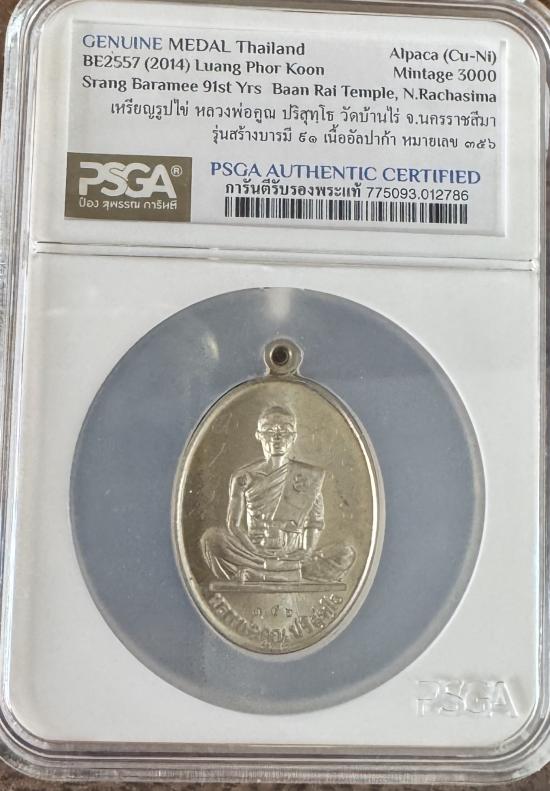 GENUINE MEDAL Thailand Alpaca (Cu-Ni)
BE2557 (2014) Luang Phor Koon Mintage 3000
Srang Baramee 91st Yrs Baan Rai Temple, N.Rachasima
เหรียญรูปไข่ หลวงพ่อคูณ ปริสุทฺโธ วัดบ้านไร่ จ.นครราชสีมา
รุ่นสร้างบารมี ๙๑ เนื้ออัลปาก้า หมายเลข ๓๕๖
PSGA®
ป๋อง สุพรรณ การันตี
PSGA AUTHENTIC CERTIFIED
การันตีรับรองพระแท้ 775093.012786
PSGA